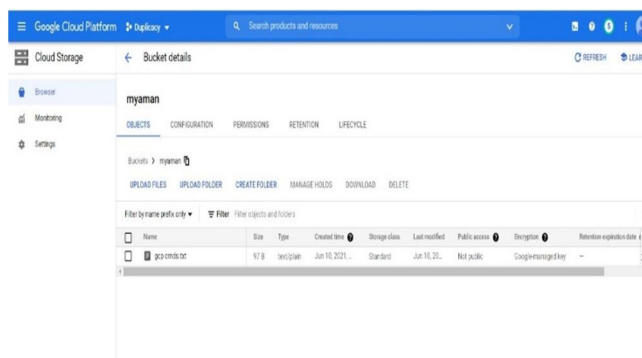 Google Cloud Platform Duplicacy Search products and resources
Cloud Storage Bucket details REFRESH LEAR
Browser
Monitoring
Settings
myaman
OBJECTS CONFIGURATION PERMISSIONS RETENTION LIFECYCLE
Buckets > myaman
UPLOAD FILES UPLOAD FOLDER CREATE FOLDER MANAGE HOLDS DOWNLOAD DELETE
Filter by name prefix only Filter Filter objects and folders
Name Size Type Created time Storage class Last modified Public access Encryption Retention expiration date
gcp cmds.txt 97 B text/plain Jun 10, 2021, ... Standard Jun 10, 20... Not public Google-managed key –